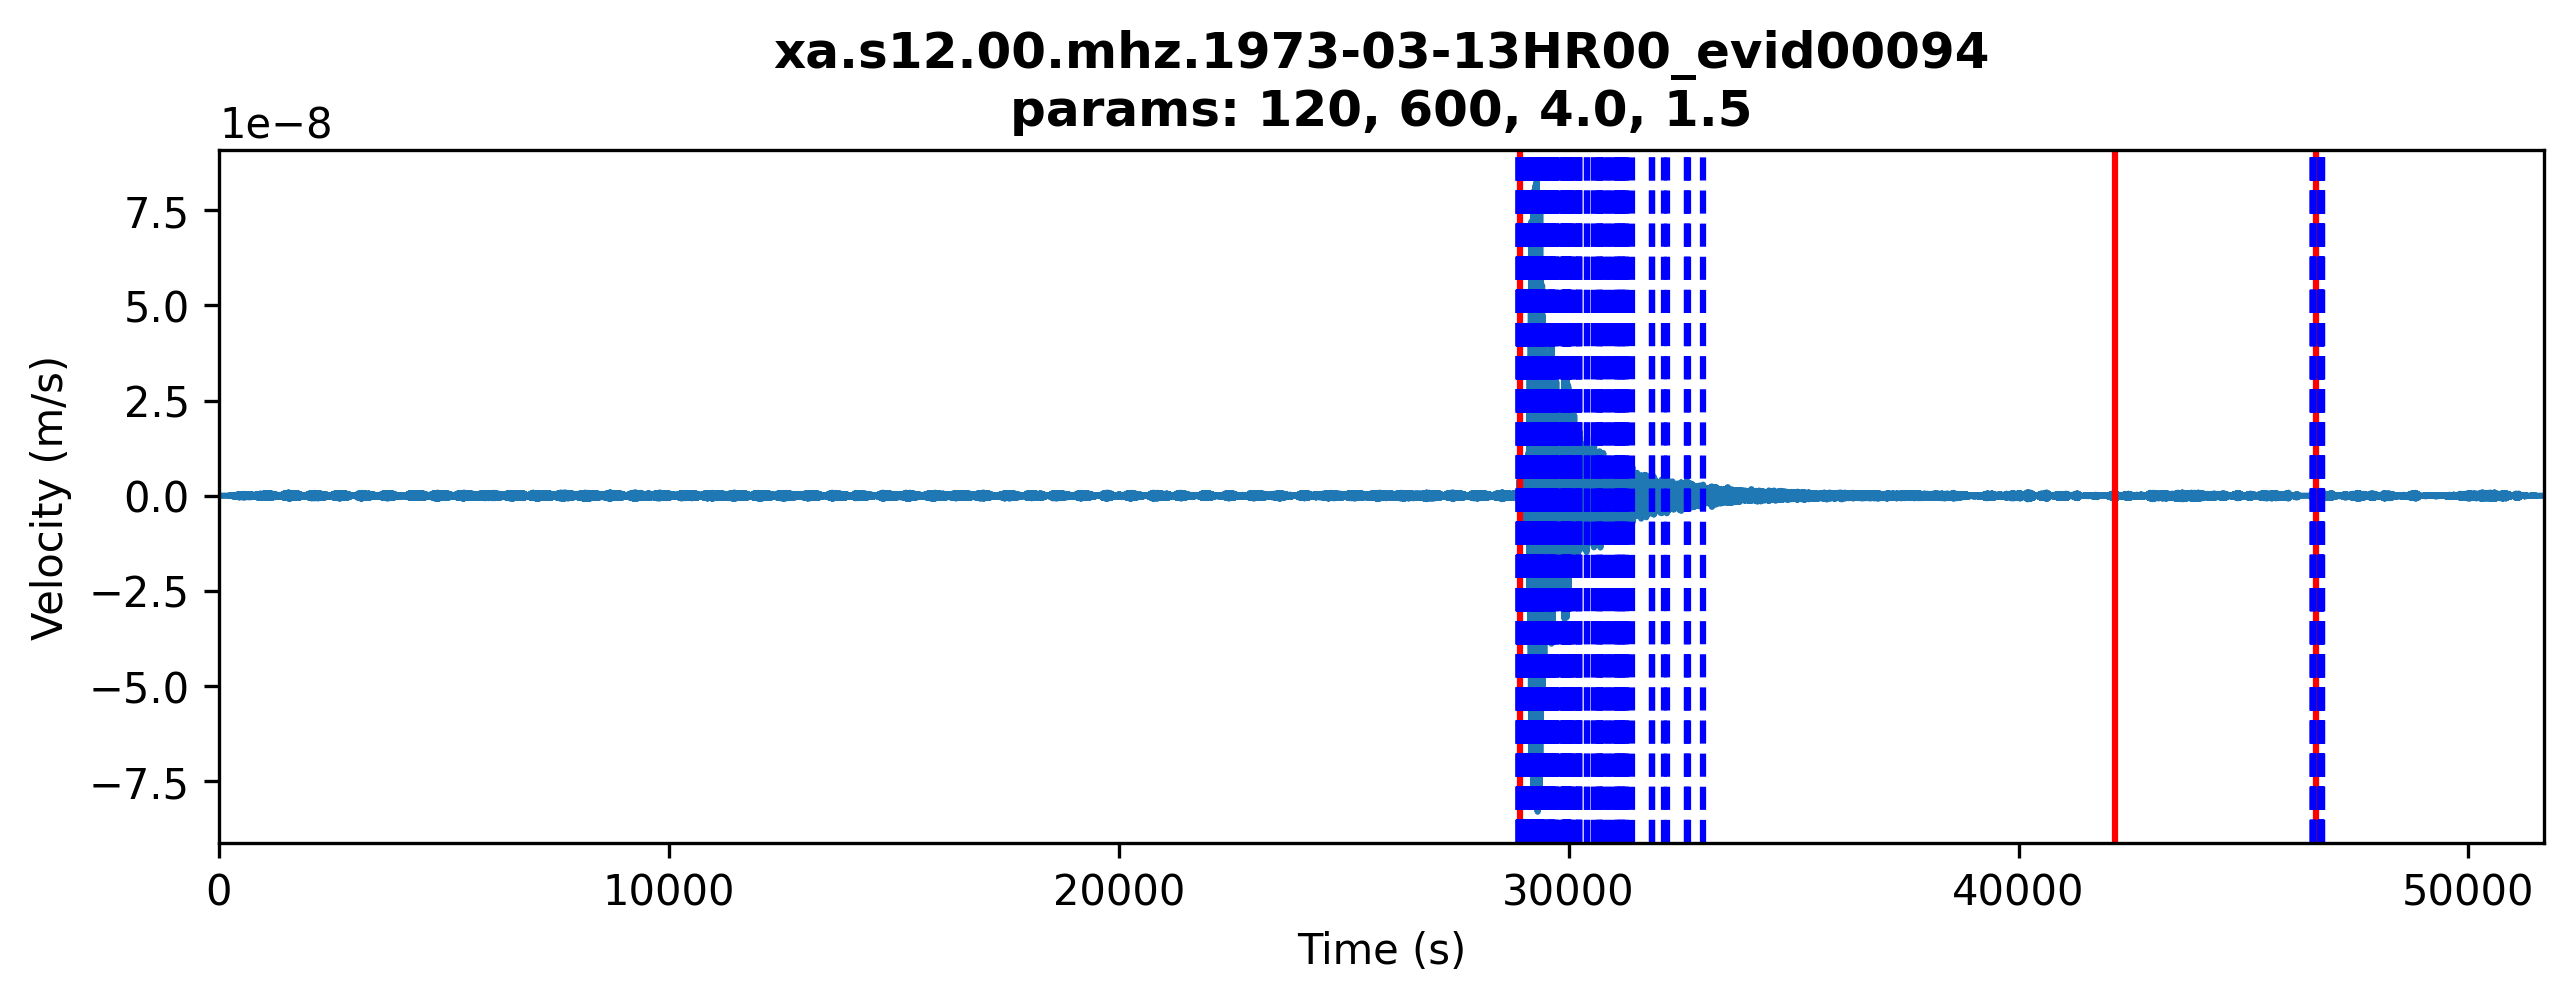 xa.s12.00.mhz.1973-03-13HR00_evid00094
params: 120, 600, 4.0, 1.5
1e−8
7.5
5.0
2.5
0.0
−2.5
−5.0
−7.5
Velocity (m/s)
0 10000 20000 30000 40000 50000
Time (s)